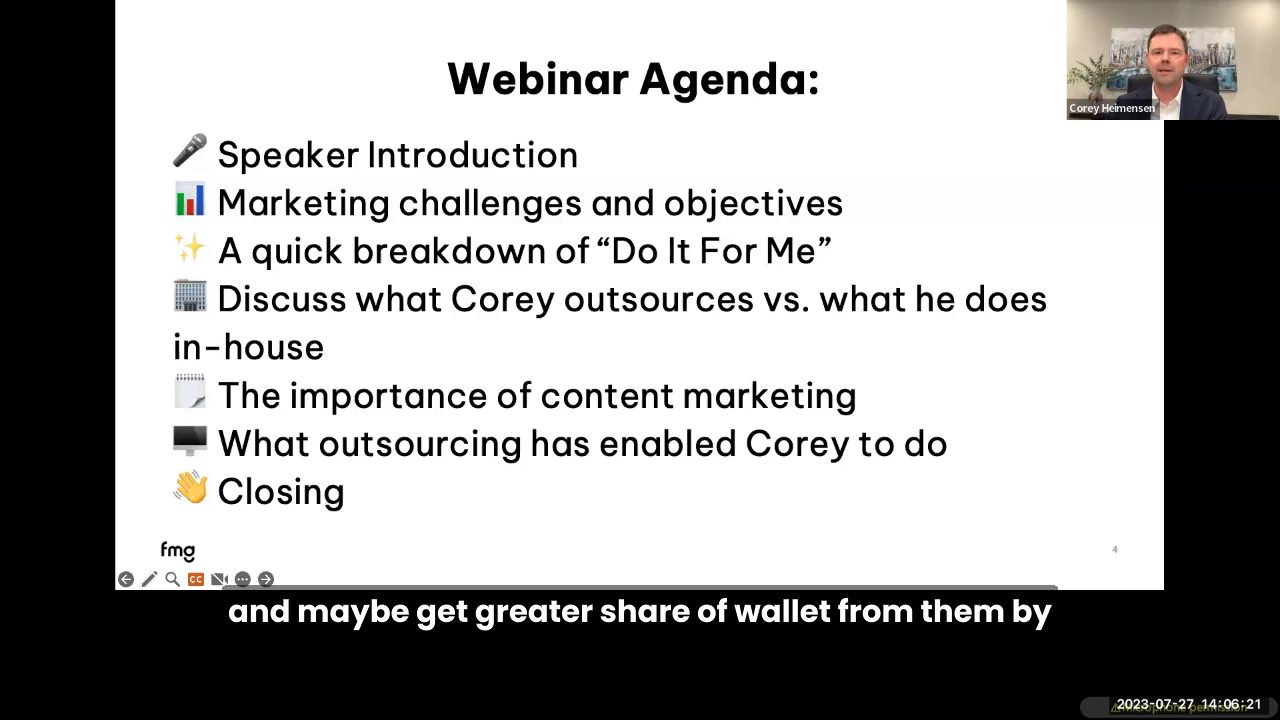 Webinar Agenda:
Corey Heimensen
Speaker Introduction
Marketing challenges and objectives
A quick breakdown of “Do It For Me”
Discuss what Corey outsources vs. what he does
in-house
The importance of content marketing
What outsourcing has enabled Corey to do
Closing
fmg
4
CC
and maybe get greater share of wallet from them by
2023-07-27 14:06:21